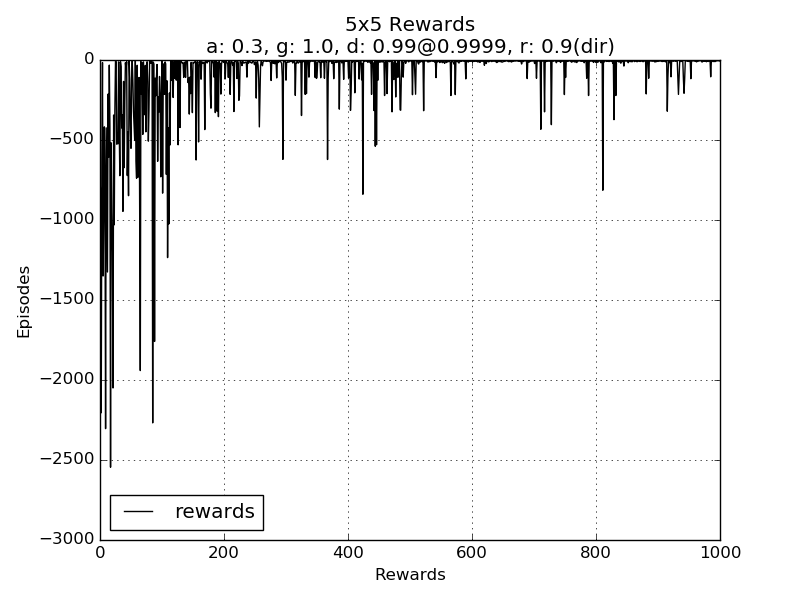 5x5 Rewards
a: 0.3, g: 1.0, d: 0.99@0.9999, r: 0.9(dir)
0
−500
−1000
−1500
−2000
−2500
−3000
Episodes
rewards
0 200 400 600 800 1000
Rewards